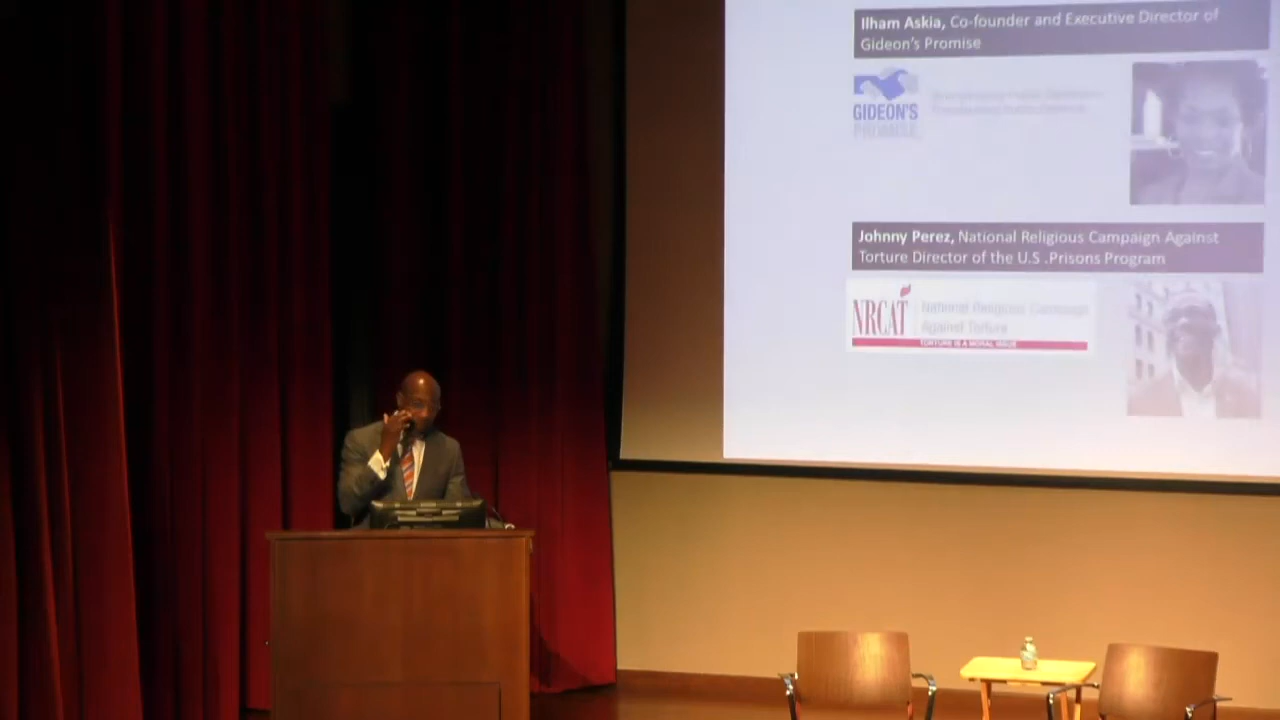 Ilham Askia, Co-founder and Executive Director of
Gideon's Promise
GIDEON'S
PROMISE
Johnny Perez, National Religious Campaign Against
Torture Director of the U.S .Prisons Program
NRCAT
National Religious Campaign
Against Torture
TORTURE IS A MORAL ISSUE